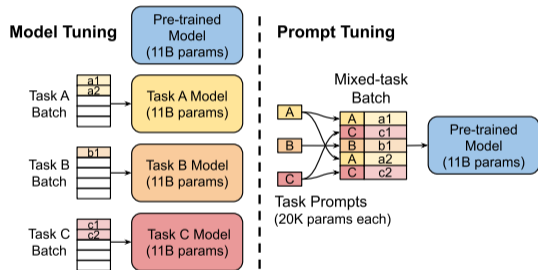 Model Tuning
Pre-trained
Model
(11B params)
Task A
Batch
a1
a2
Task A Model
(11B params)
Task B
Batch
b1
Task B Model
(11B params)
Task C
Batch
c1
c2
Task C Model
(11B params)
Prompt Tuning
Mixed-task
Batch
A
B
C
A a1
C c1
B b1
A a2
C c2
Pre-trained
Model
(11B params)
Task Prompts
(20K params each)